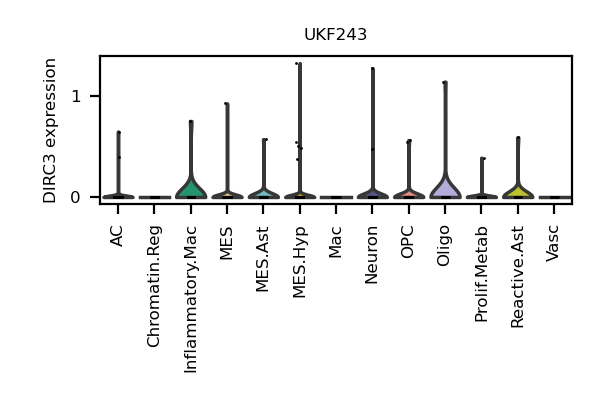 UKF243
DIRC3 expression
1
0
AC
Chromatin.Reg
Inflammatory.Mac
MES
MES.Ast
MES.Hyp
Mac
Neuron
OPC
Oligo
Prolif.Metab
Reactive.Ast
Vasc